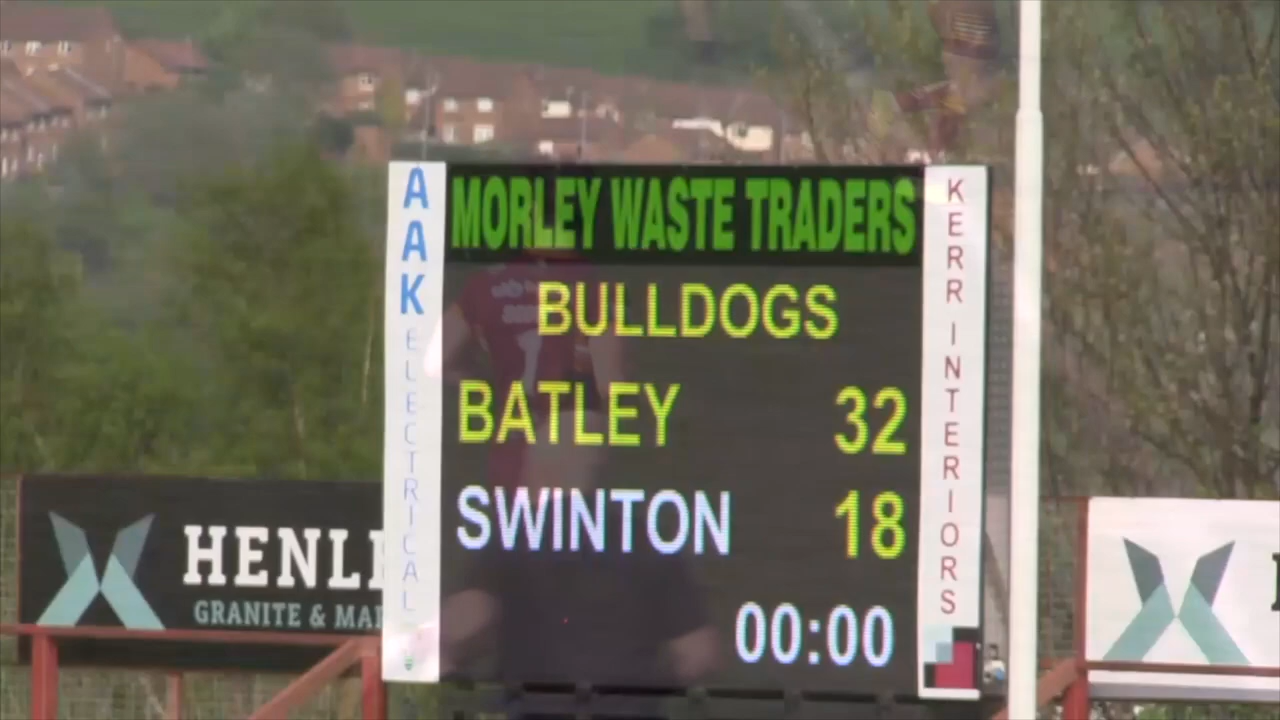 MORLEY WASTE TRADERS
BULLDOGS
BATLEY 32
SWINTON 18
00:00
AAK ELECTRICAL
KERR INTERIORS
HENL
GRANITE & MA